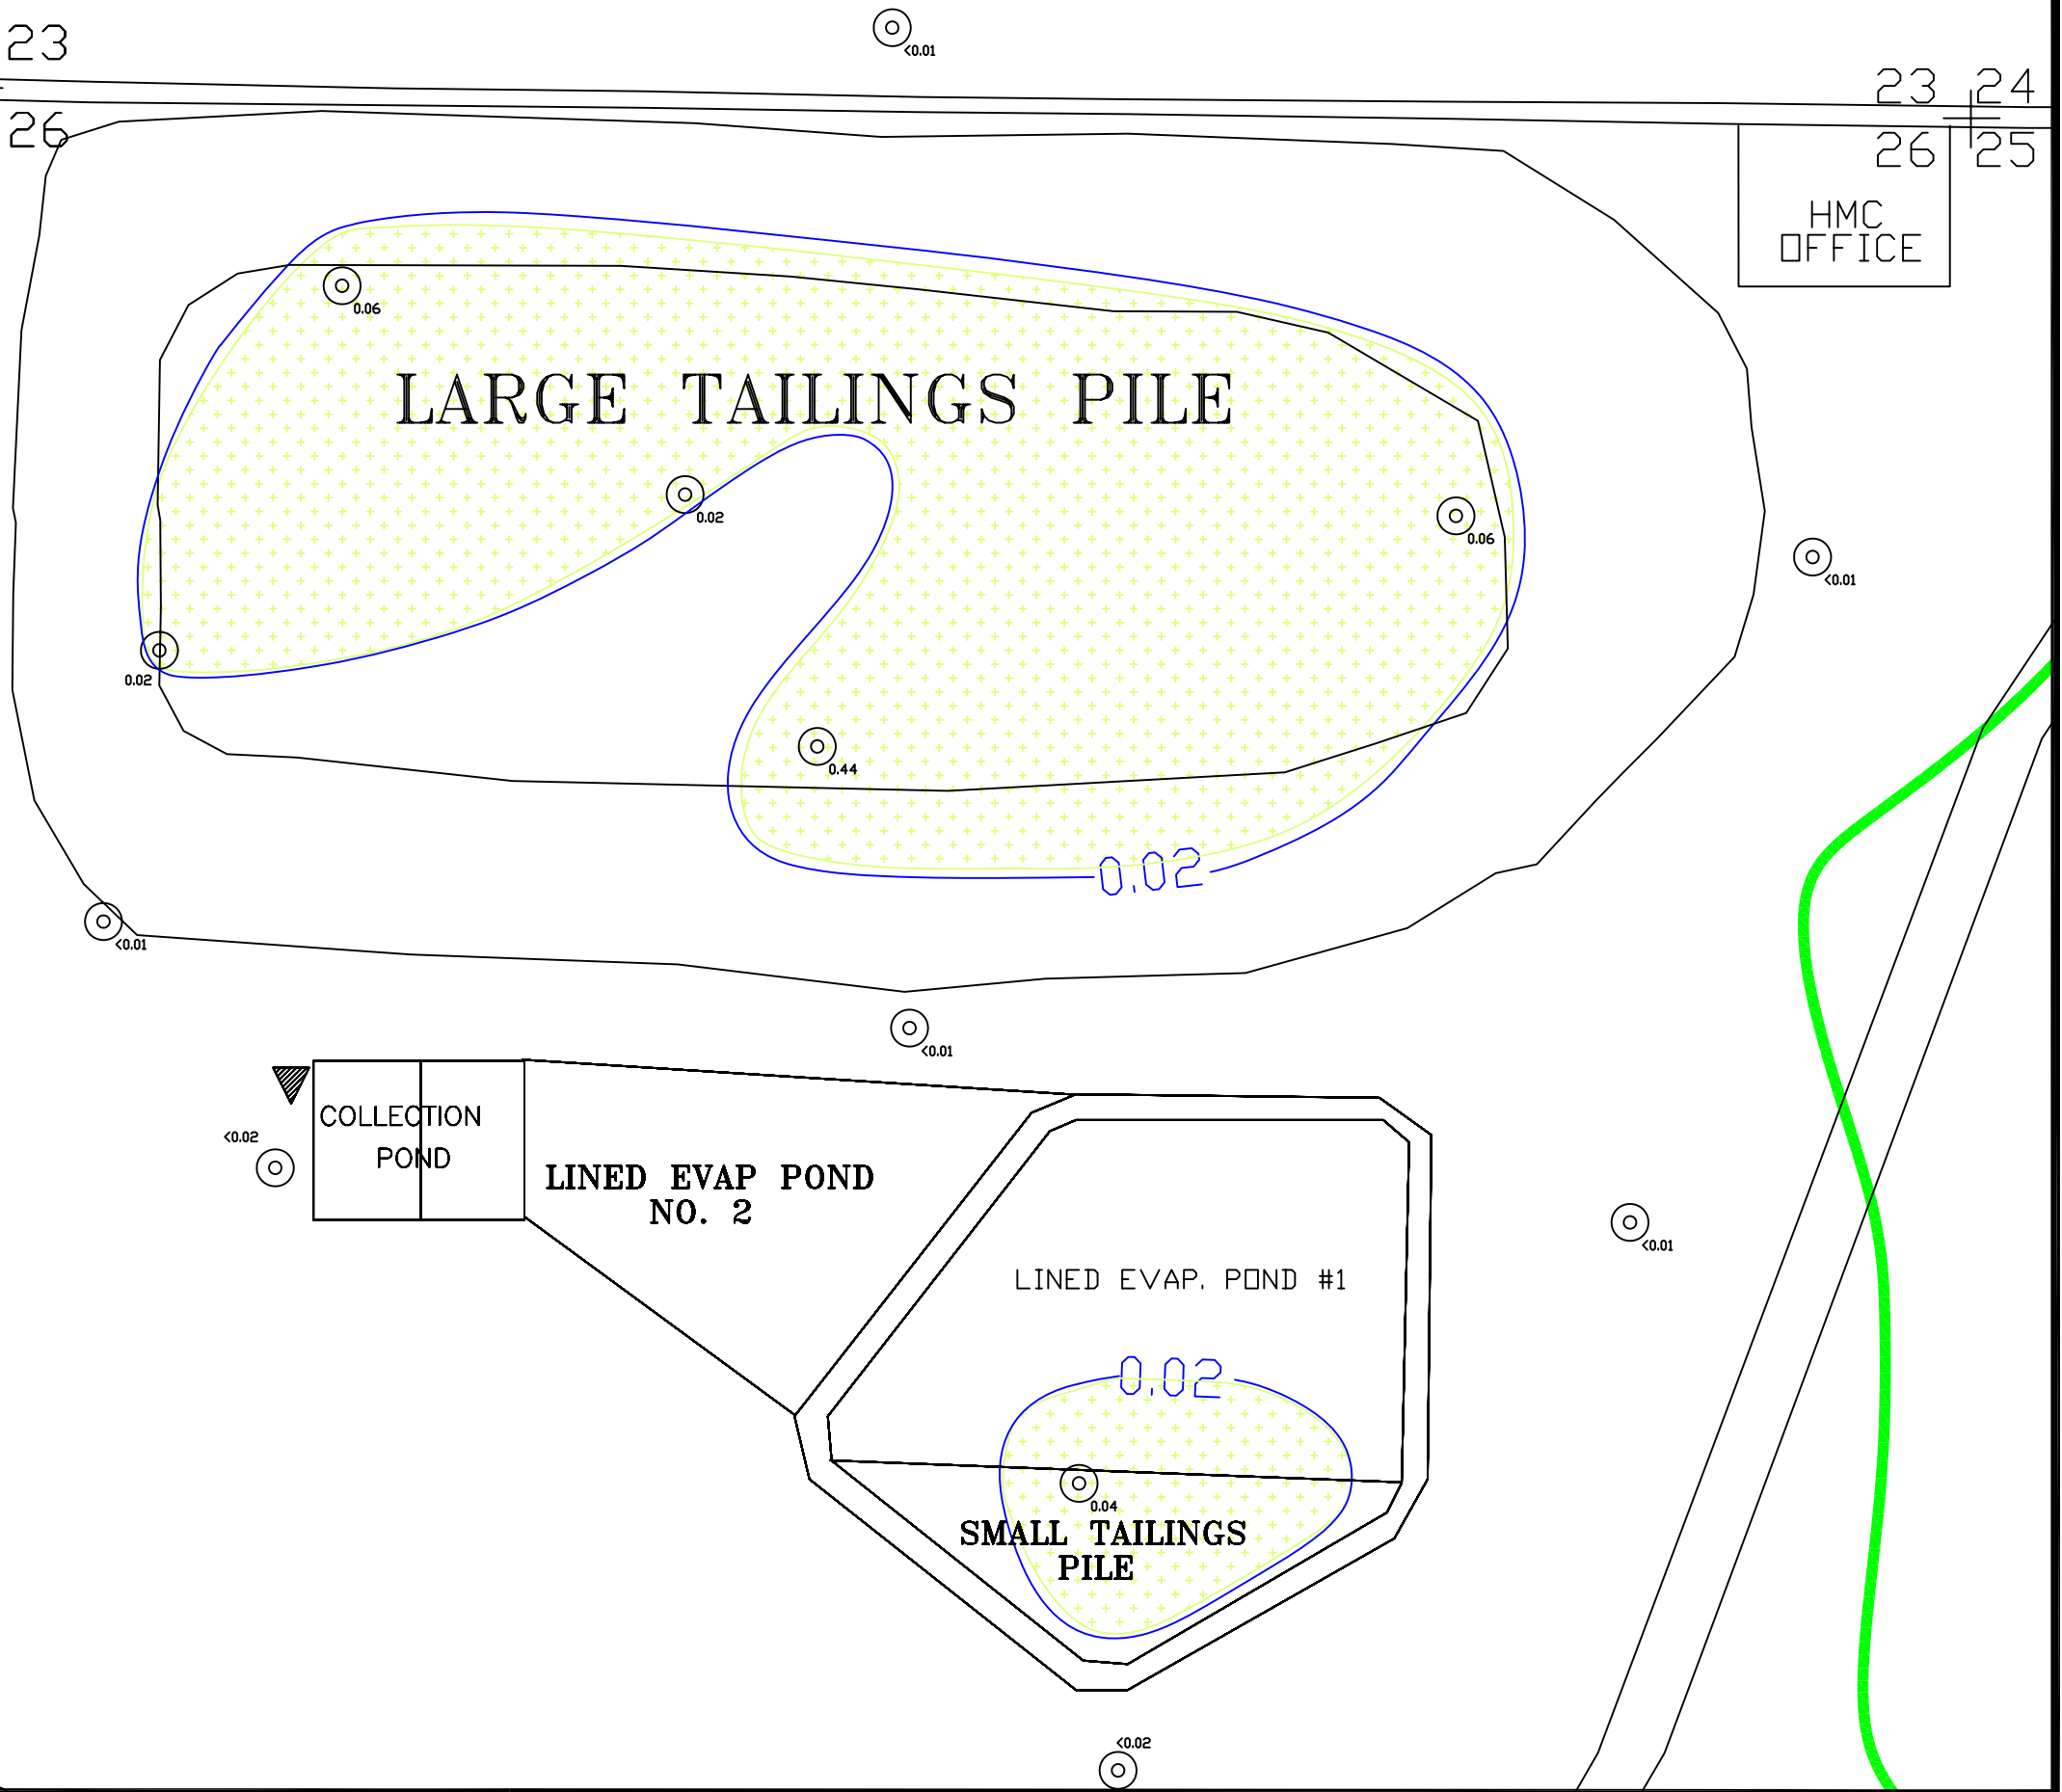 23
<0.01
23 24
26
26 25
HMC
OFFICE
0.06
LARGE TAILINGS PILE
0.02
0.06
<0.01
0.02
0.44
0.02
<0.01
<0.01
COLLECTION
POND
<0.02
LINED EVAP POND
NO. 2
<0.01
LINED EVAP. POND #1
0.02
0.04
SMALL TAILINGS
PILE
<0.02